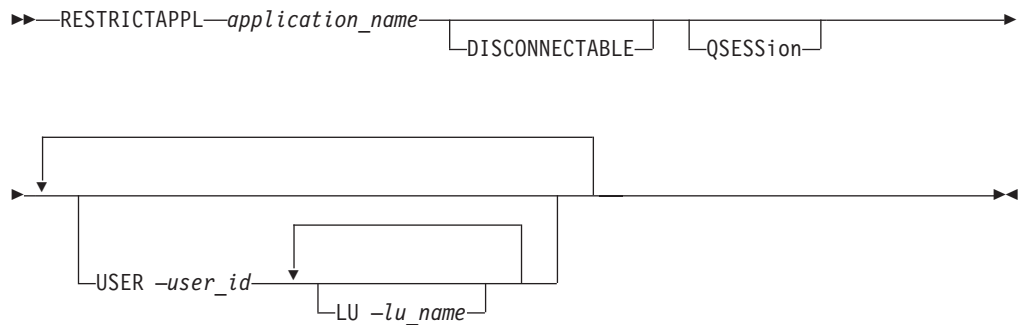 RESTRICTAPPL application_name
DISCONNECTABLE QSESSion
USER user_id
LU lu_name